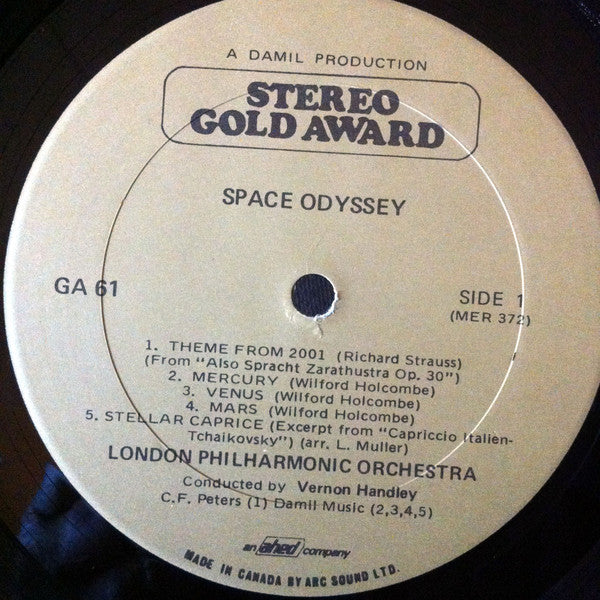 A DAMIL PRODUCTION
STEREO
GOLD AWARD
SPACE ODYSSEY
GA 61
SIDE 1
(MER 372)
1. THEME FROM 2001 (Richard Strauss)
(From "Also Spracht Zarathustra Op. 30")
2. MERCURY (Wilford Holcombe)
3. VENUS (Wilford Holcombe)
4. MARS (Wilford Holcombe)
5. STELLAR CAPRICE (Excerpt from "Capriccio Italien-
Tchaikovsky") (arr. L. Muller)
LONDON PHILHARMONIC ORCHESTRA
Conducted by Vernon Handley
C.F. Peters (1) Damil Music (2,3,4,5)
an ahed company
MADE IN CANADA BY ARC SOUND LTD.